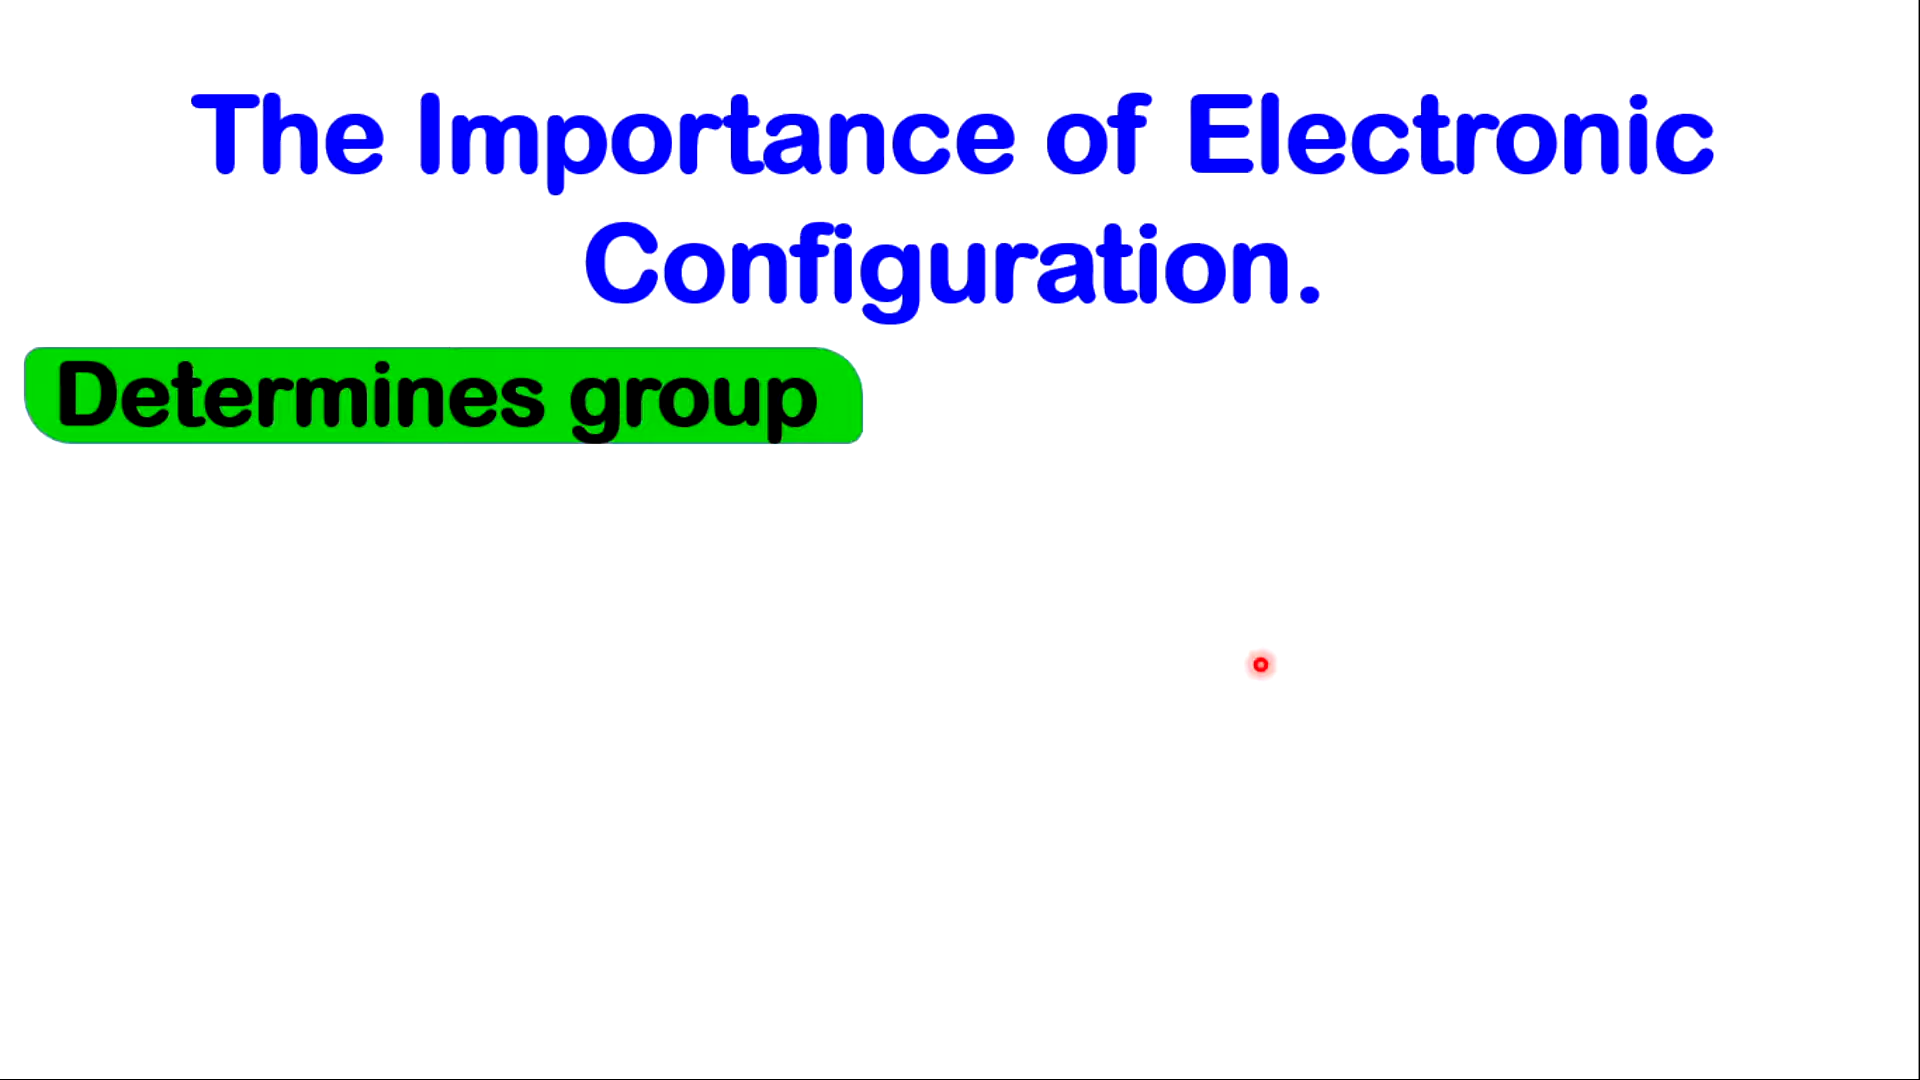 The Importance of Electronic
Configuration.
Determines group